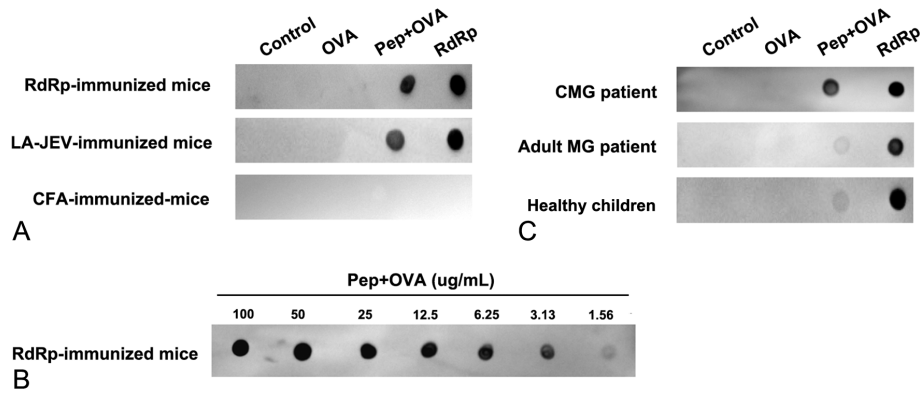 Control OVA Pep+OVA RdRp
RdRp-immunized mice
LA-JEV-immunized mice
CFA-immunized-mice
A
Control OVA Pep+OVA RdRp
CMG patient
Adult MG patient
Healthy children
C
Pep+OVA (ug/mL)
100 50 25 12.5 6.25 3.13 1.56
RdRp-immunized mice
B